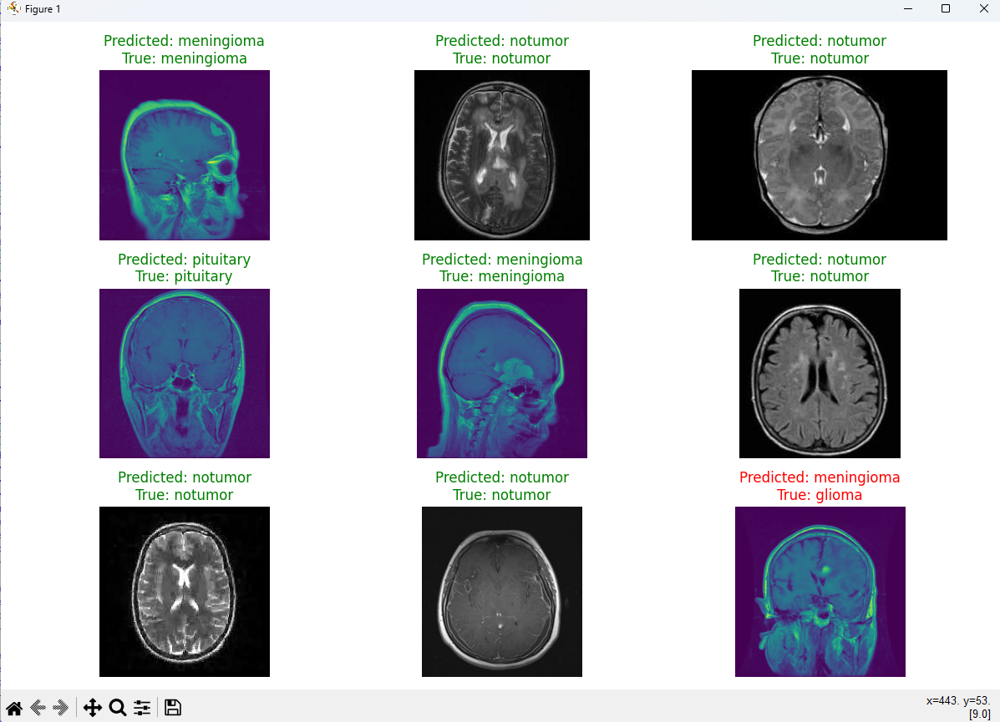 Figure 1
Predicted: meningioma
True: meningioma
Predicted: notumor
True: notumor
Predicted: notumor
True: notumor
Predicted: pituitary
True: pituitary
Predicted: meningioma
True: meningioma
Predicted: notumor
True: notumor
Predicted: notumor
True: notumor
Predicted: notumor
True: notumor
Predicted: meningioma
True: glioma
x=443. y=53.
[9.0]